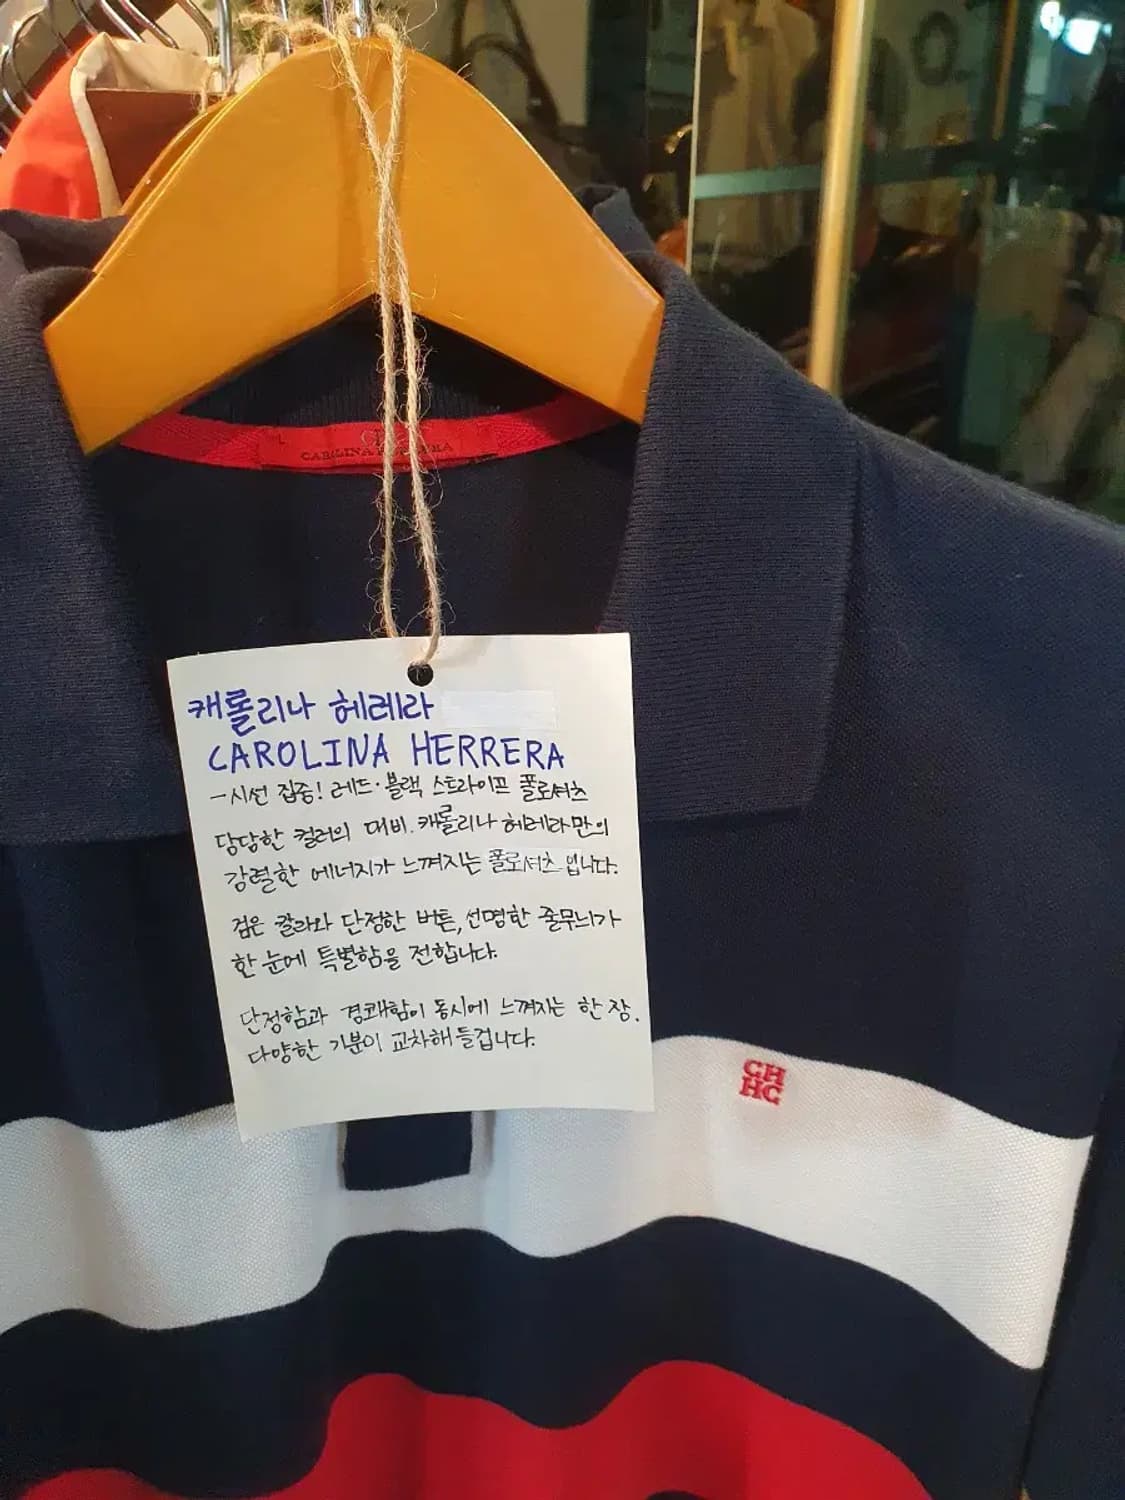 CAROLINA HERRERA
캐롤리나 헤레라
CAROLINA HERRERA
-시선 집중! 레드·블랙 스트라이프 폴로셔츠
당당한 컬러의 대비. 캐롤리나 헤레라만의
강렬한 에너지가 느껴지는 폴로셔츠 입니다.
검은 칼라와 단정한 버튼, 선명한 줄무늬가
한 눈에 특별함을 전합니다.
단정함과 경쾌함이 동시에 느껴지는 한 장.
다양한 기분이 교차해 들겁니다.
CH
HC